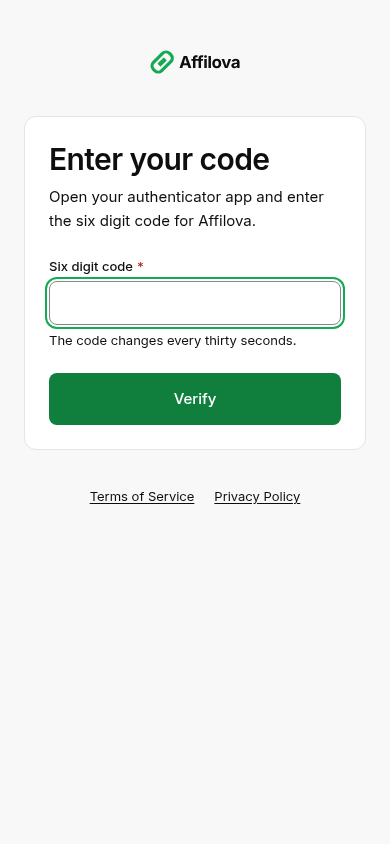 Affilova
Enter your code
Open your authenticator app and enter
the six digit code for Affilova.
Six digit code *
The code changes every thirty seconds.
Verify
Terms of Service Privacy Policy